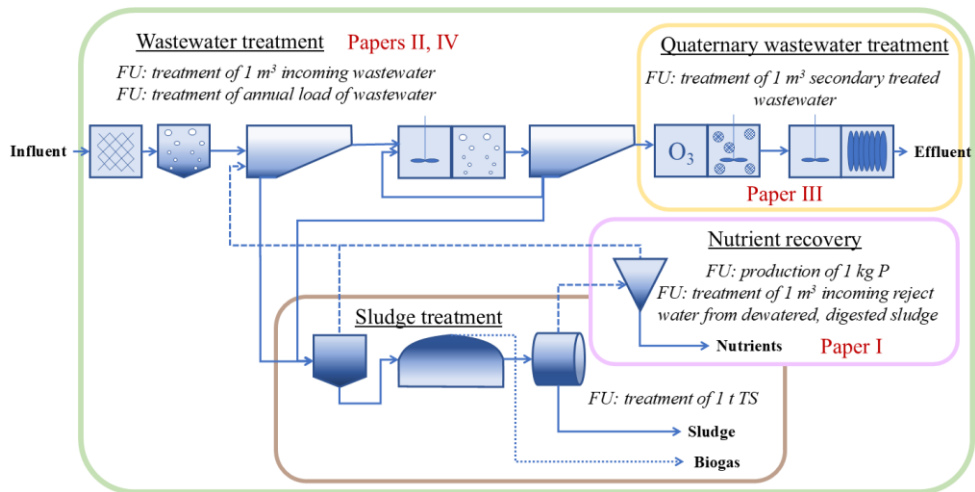 Wastewater treatment Papers II, IV
FU: treatment of 1 m³ incoming wastewater
FU: treatment of annual load of wastewater
Quaternary wastewater treatment
FU: treatment of 1 m³ secondary treated
wastewater
Influent
O₃
Effluent
Paper III
Nutrient recovery
FU: production of 1 kg P
FU: treatment of 1 m³ incoming reject
water from dewatered, digested sludge
Nutrients
Paper I
Sludge treatment
FU: treatment of 1 t TS
Sludge
Biogas